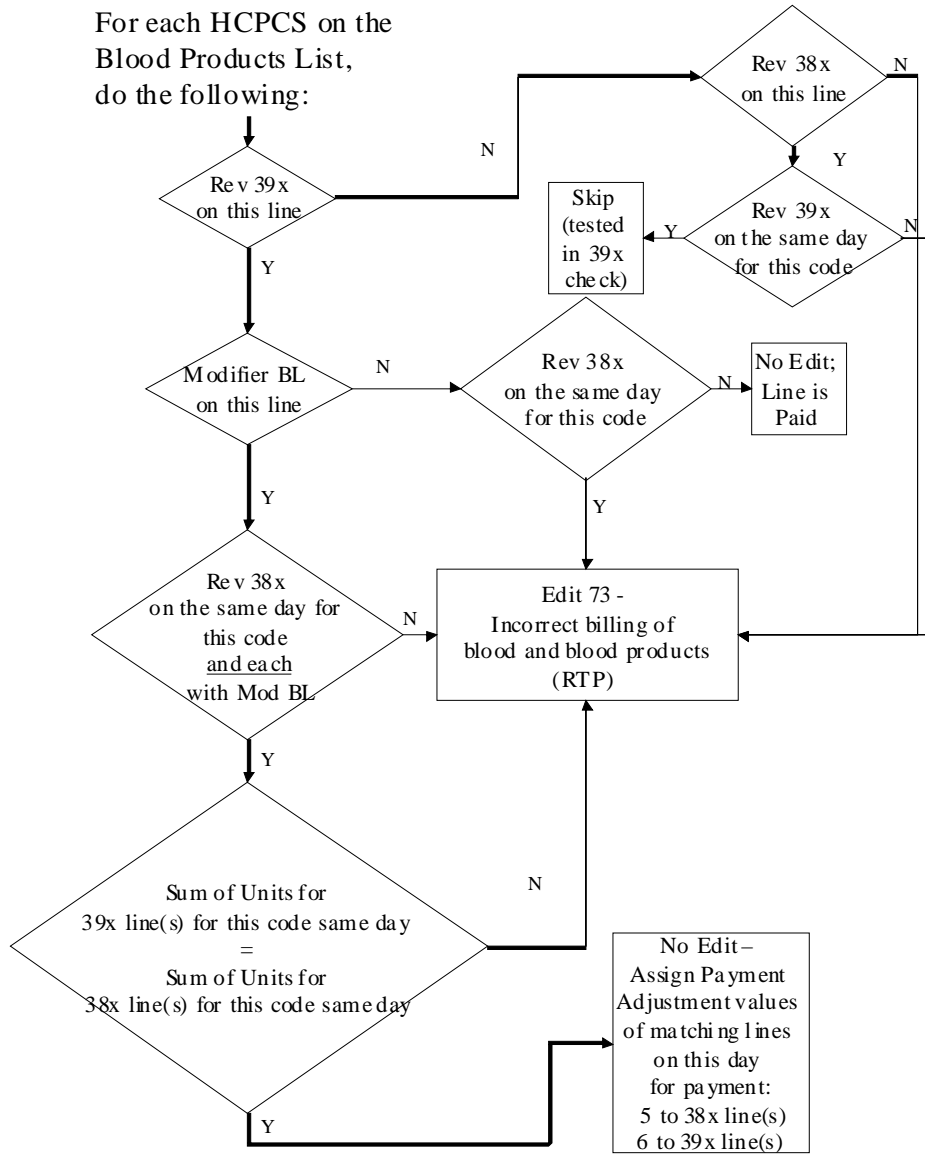 For each HCPCS on the
Blood Products List,
do the following:
Rev 38x
on this line
N
N
Y
Rev 39x
on this line
Skip
(tested
in 39x
check)
Y
Rev 39x
on the same day
for this code
N
Y
Modifier BL
on this line
N
Rev 38x
on the same day
for this code
N
No Edit;
Line is
Paid
Y
Y
Rev 38x
on the same day for
this code
and each
with Mod BL
N
Edit 73 -
Incorrect billing of
blood and blood products
(RTP)
Y
Sum of Units for
39x line(s) for this code same day
=
Sum of Units for
38x line(s) for this code same day
N
No Edit –
Assign Payment
Adjustment values
of matching lines
on this day
for payment:
5 to 38x line(s)
6 to 39x line(s)
Y